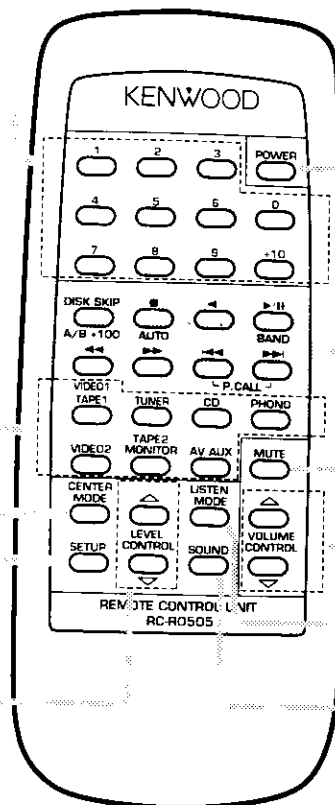 KENWOOD
1 2 3 POWER
4 5 6 0
7 8 9 +10
DISK SKIP ■ ◀ ▶/II
A/B +100 AUTO BAND
◀◀ ▶▶ |◀◀ ▶▶|
P.CALL
VIDEO1
TAPE1 TUNER CD PHONO
VIDEO2 TAPE2 MONITOR AV AUX MUTE
CENTER MODE LISTEN MODE
LEVEL CONTROL VOLUME CONTROL
SETUP SOUND
REMOTE CONTROL UNIT
RC-R0505